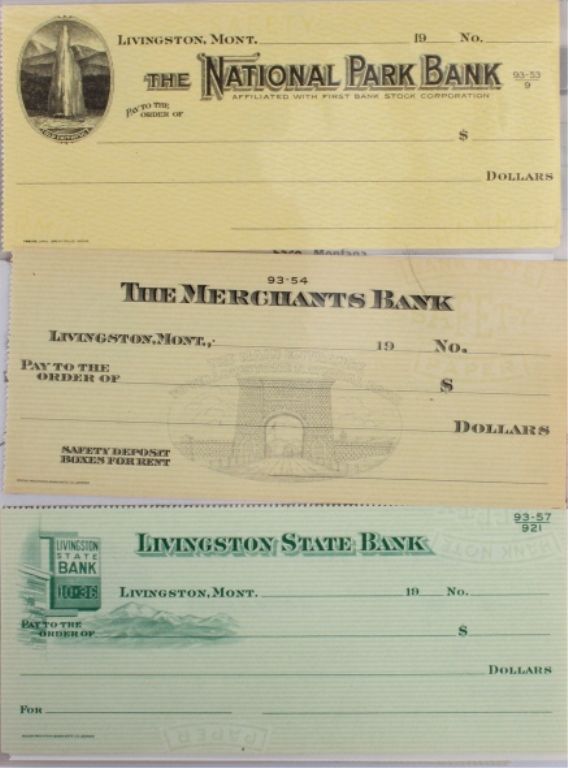 LIVINGSTON, MONT. 19 No.
THE NATIONAL PARK BANK 93-53
9
AFFILIATED WITH FIRST BANK STOCK CORPORATION
PAY TO THE
ORDER OF
$
DOLLARS
Montana
93-54
THE MERCHANTS BANK
LIVINGSTON, MONT., 19 No.
PAY TO THE
ORDER OF
$
DOLLARS
SAFETY DEPOSIT
BOXES FOR RENT
93-57
921
LIVINGSTON STATE BANK
LIVINGSTON
STATE
BANK
10-36
LIVINGSTON, MONT. 19 No.
PAY TO THE
ORDER OF
$
DOLLARS
FOR